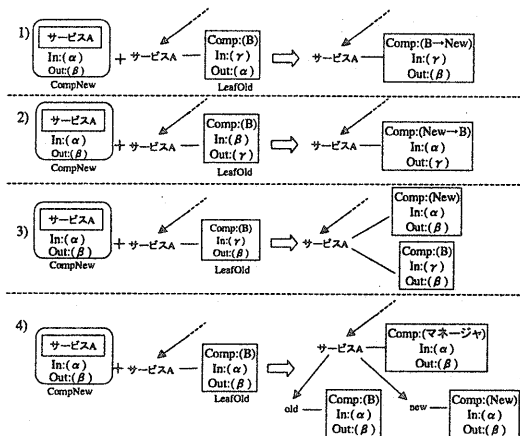 1)
サービスA
In:(α)
Out:(β)
CompNew
+
サービスA
Comp:(B)
In:(γ)
Out:(α)
LeafOld
サービスA
Comp:(B→New)
In:(γ)
Out:(β)
2)
サービスA
In:(α)
Out:(β)
CompNew
+
サービスA
Comp:(B)
In:(β)
Out:(γ)
LeafOld
サービスA
Comp:(New→B)
In:(α)
Out:(γ)
3)
サービスA
In:(α)
Out:(β)
CompNew
+
サービスA
Comp:(B)
In:(γ)
Out:(β)
LeafOld
サービスA
Comp:(New)
In:(α)
Out:(β)
Comp:(B)
In:(γ)
Out:(β)
4)
サービスA
In:(α)
Out:(β)
CompNew
+
サービスA
Comp:(B)
In:(α)
Out:(β)
LeafOld
サービスA
Comp:(マネージャ)
In:(α)
Out:(β)
old
Comp:(B)
In:(α)
Out:(β)
new
Comp:(New)
In:(α)
Out:(β)